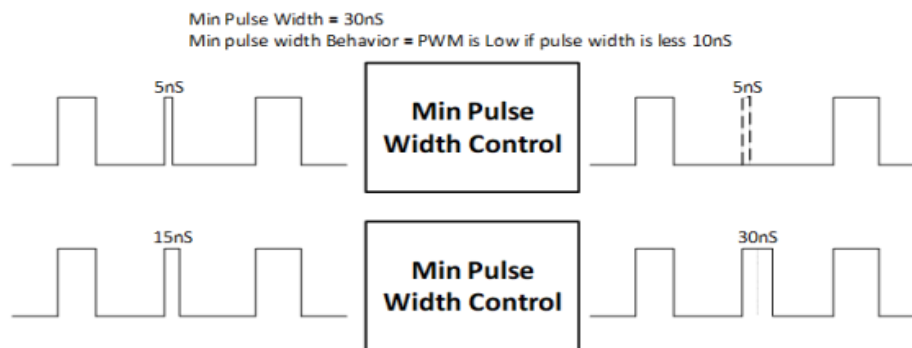 Min Pulse Width = 30nS
Min pulse width Behavior = PWM is Low if pulse width is less 10nS
5nS
Min Pulse
Width Control
5nS
15nS
Min Pulse
Width Control
30nS